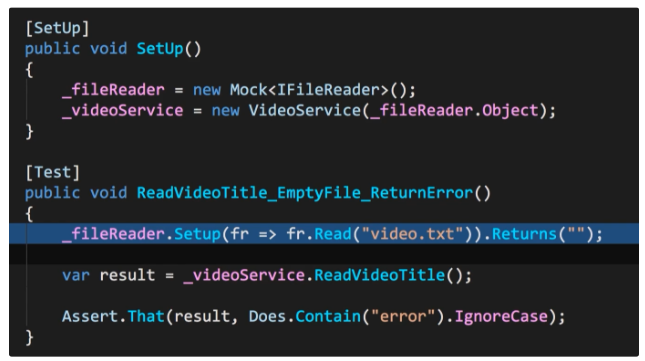 [SetUp]
public void SetUp()
{
    _fileReader = new Mock<IFileReader>();
    _videoService = new VideoService(_fileReader.Object);
}
[Test]
public void ReadVideoTitle_EmptyFile_ReturnError()
{
    _fileReader.Setup(fr => fr.Read("video.txt")).Returns("");
    var result = _videoService.ReadVideoTitle();
    Assert.That(result, Does.Contain("error").IgnoreCase);
}